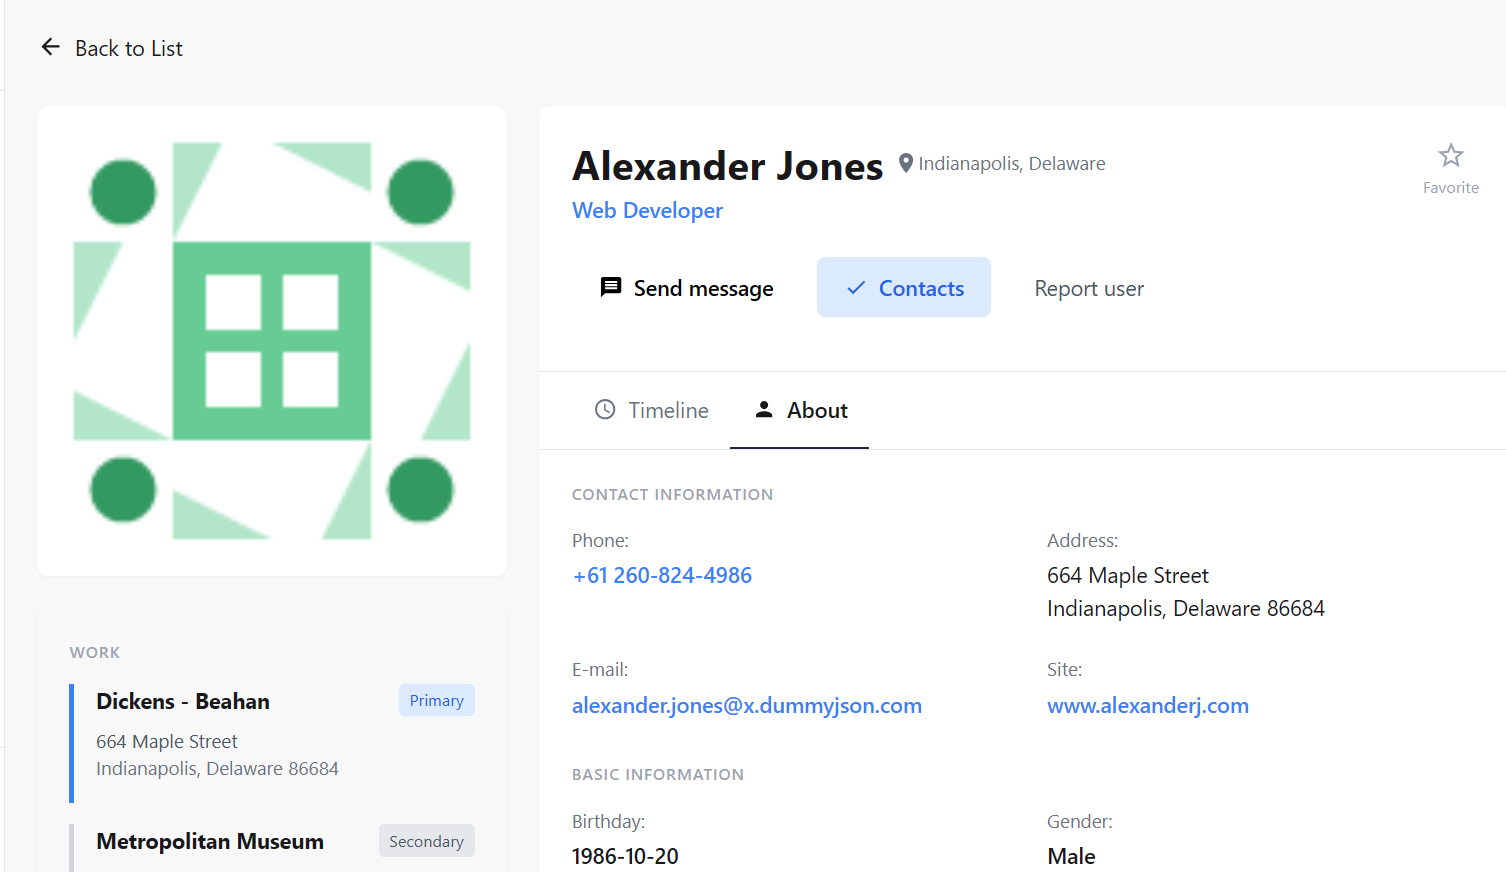 Back to List
Alexander Jones
Indianapolis, Delaware
Favorite
Web Developer
Send message
Contacts
Report user
Timeline
About
CONTACT INFORMATION
Phone:
+61 260-824-4986
Address:
664 Maple Street
Indianapolis, Delaware 86684
E-mail:
alexander.jones@x.dummyjson.com
Site:
www.alexanderj.com
BASIC INFORMATION
Birthday:
1986-10-20
Gender:
Male
WORK
Dickens - Beahan
Primary
664 Maple Street
Indianapolis, Delaware 86684
Metropolitan Museum
Secondary